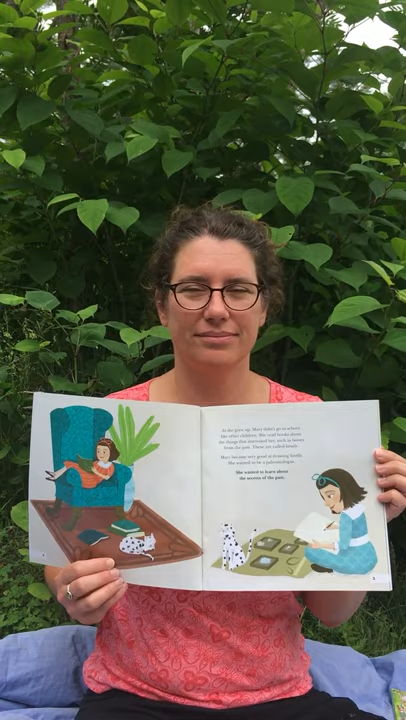 As she grew up, Mary didn't go to school
like other children. She read books about
the things that interested her, such as bones
from the past. These are called fossils.
Mary became very good at drawing fossils.
She wanted to be a paleontologist.
She wanted to learn about
the secrets of the past.